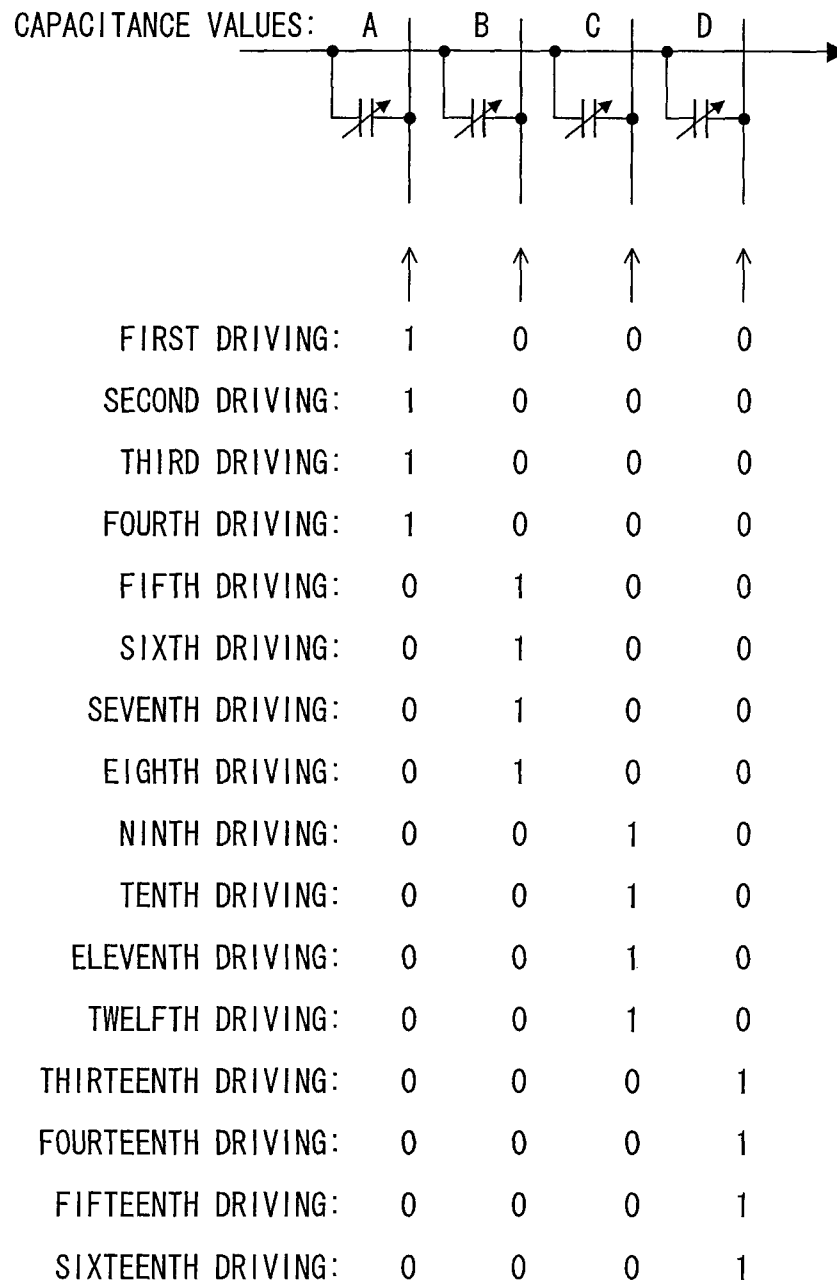 CAPACITANCE VALUES: A B C D
FIRST DRIVING: 1 0 0 0
SECOND DRIVING: 1 0 0 0
THIRD DRIVING: 1 0 0 0
FOURTH DRIVING: 1 0 0 0
FIFTH DRIVING: 0 1 0 0
SIXTH DRIVING: 0 1 0 0
SEVENTH DRIVING: 0 1 0 0
EIGHTH DRIVING: 0 1 0 0
NINTH DRIVING: 0 0 1 0
TENTH DRIVING: 0 0 1 0
ELEVENTH DRIVING: 0 0 1 0
TWELFTH DRIVING: 0 0 1 0
THIRTEENTH DRIVING: 0 0 0 1
FOURTEENTH DRIVING: 0 0 0 1
FIFTEENTH DRIVING: 0 0 0 1
SIXTEENTH DRIVING: 0 0 0 1